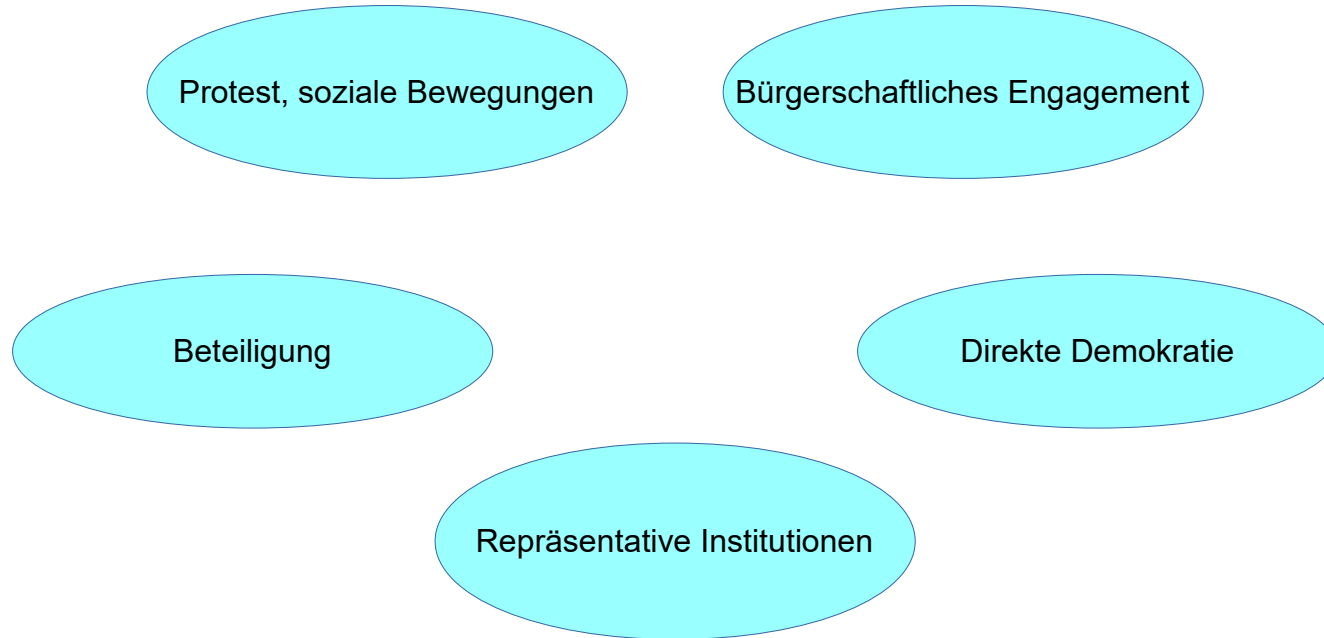 Protest, soziale Bewegungen
Bürgerschaftliches Engagement
Beteiligung
Direkte Demokratie
Repräsentative Institutionen